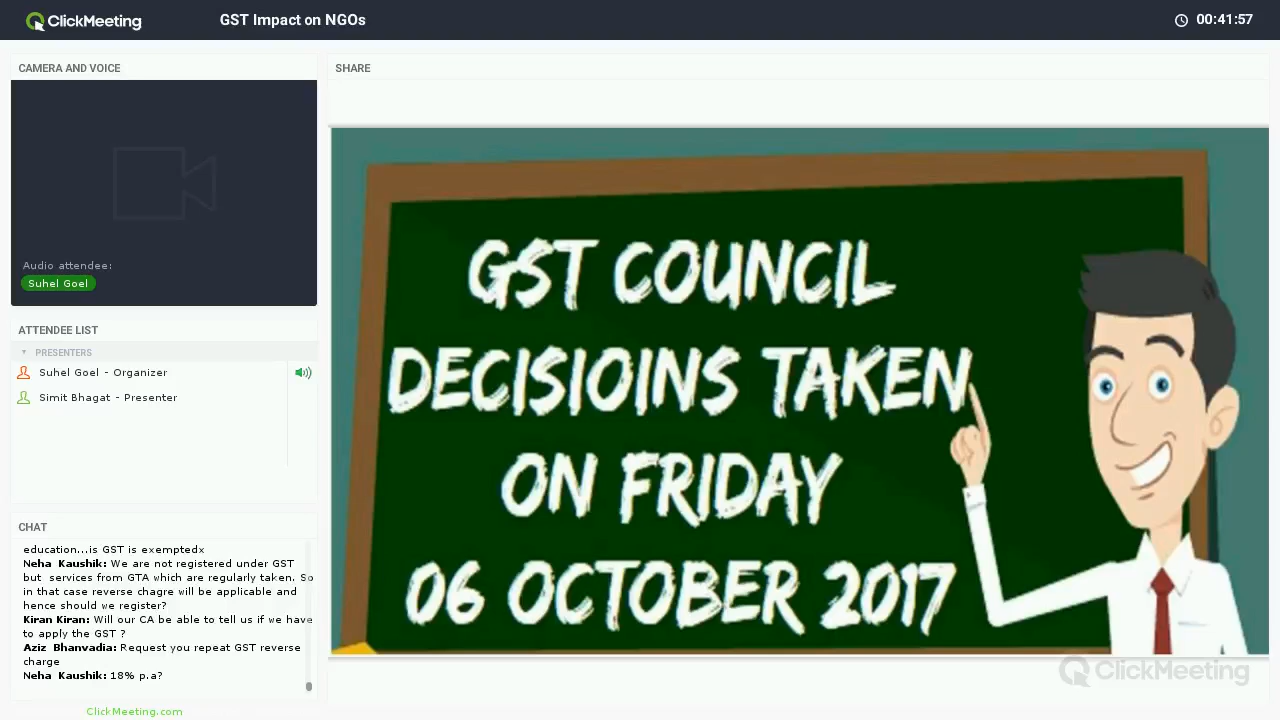 ClickMeeting
GST Impact on NGOs
00:41:57
CAMERA AND VOICE
Audio attendee:
Suhel Goel
ATTENDEE LIST
PRESENTERS
Suhel Goel - Organizer
Simit Bhagat - Presenter
CHAT
education...is GST is exemptedx
Neha Kaushik: We are not registered under GST
but services from GTA which are regularly taken. So
in that case reverse chagre will be applicable and
hence should we register?
Kiran Kiran: Will our CA be able to tell us if we have
to apply the GST ?
Aziz Bhanvadia: Request you repeat GST reverse
charge
Neha Kaushik: 18% p.a?
ClickMeeting.com
SHARE
GST COUNCIL
DECISIOINS TAKEN
ON FRIDAY
06 OCTOBER 2017
ClickMeeting